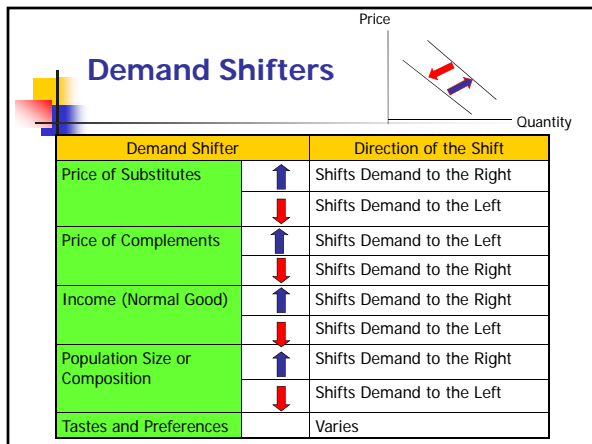 Price
Demand Shifters
Quantity
Demand Shifter Direction of the Shift
Price of Substitutes Shifts Demand to the Right
Shifts Demand to the Left
Price of Complements Shifts Demand to the Left
Shifts Demand to the Right
Income (Normal Good) Shifts Demand to the Right
Shifts Demand to the Left
Population Size or Shifts Demand to the Right
Composition
Shifts Demand to the Left
Tastes and Preferences Varies